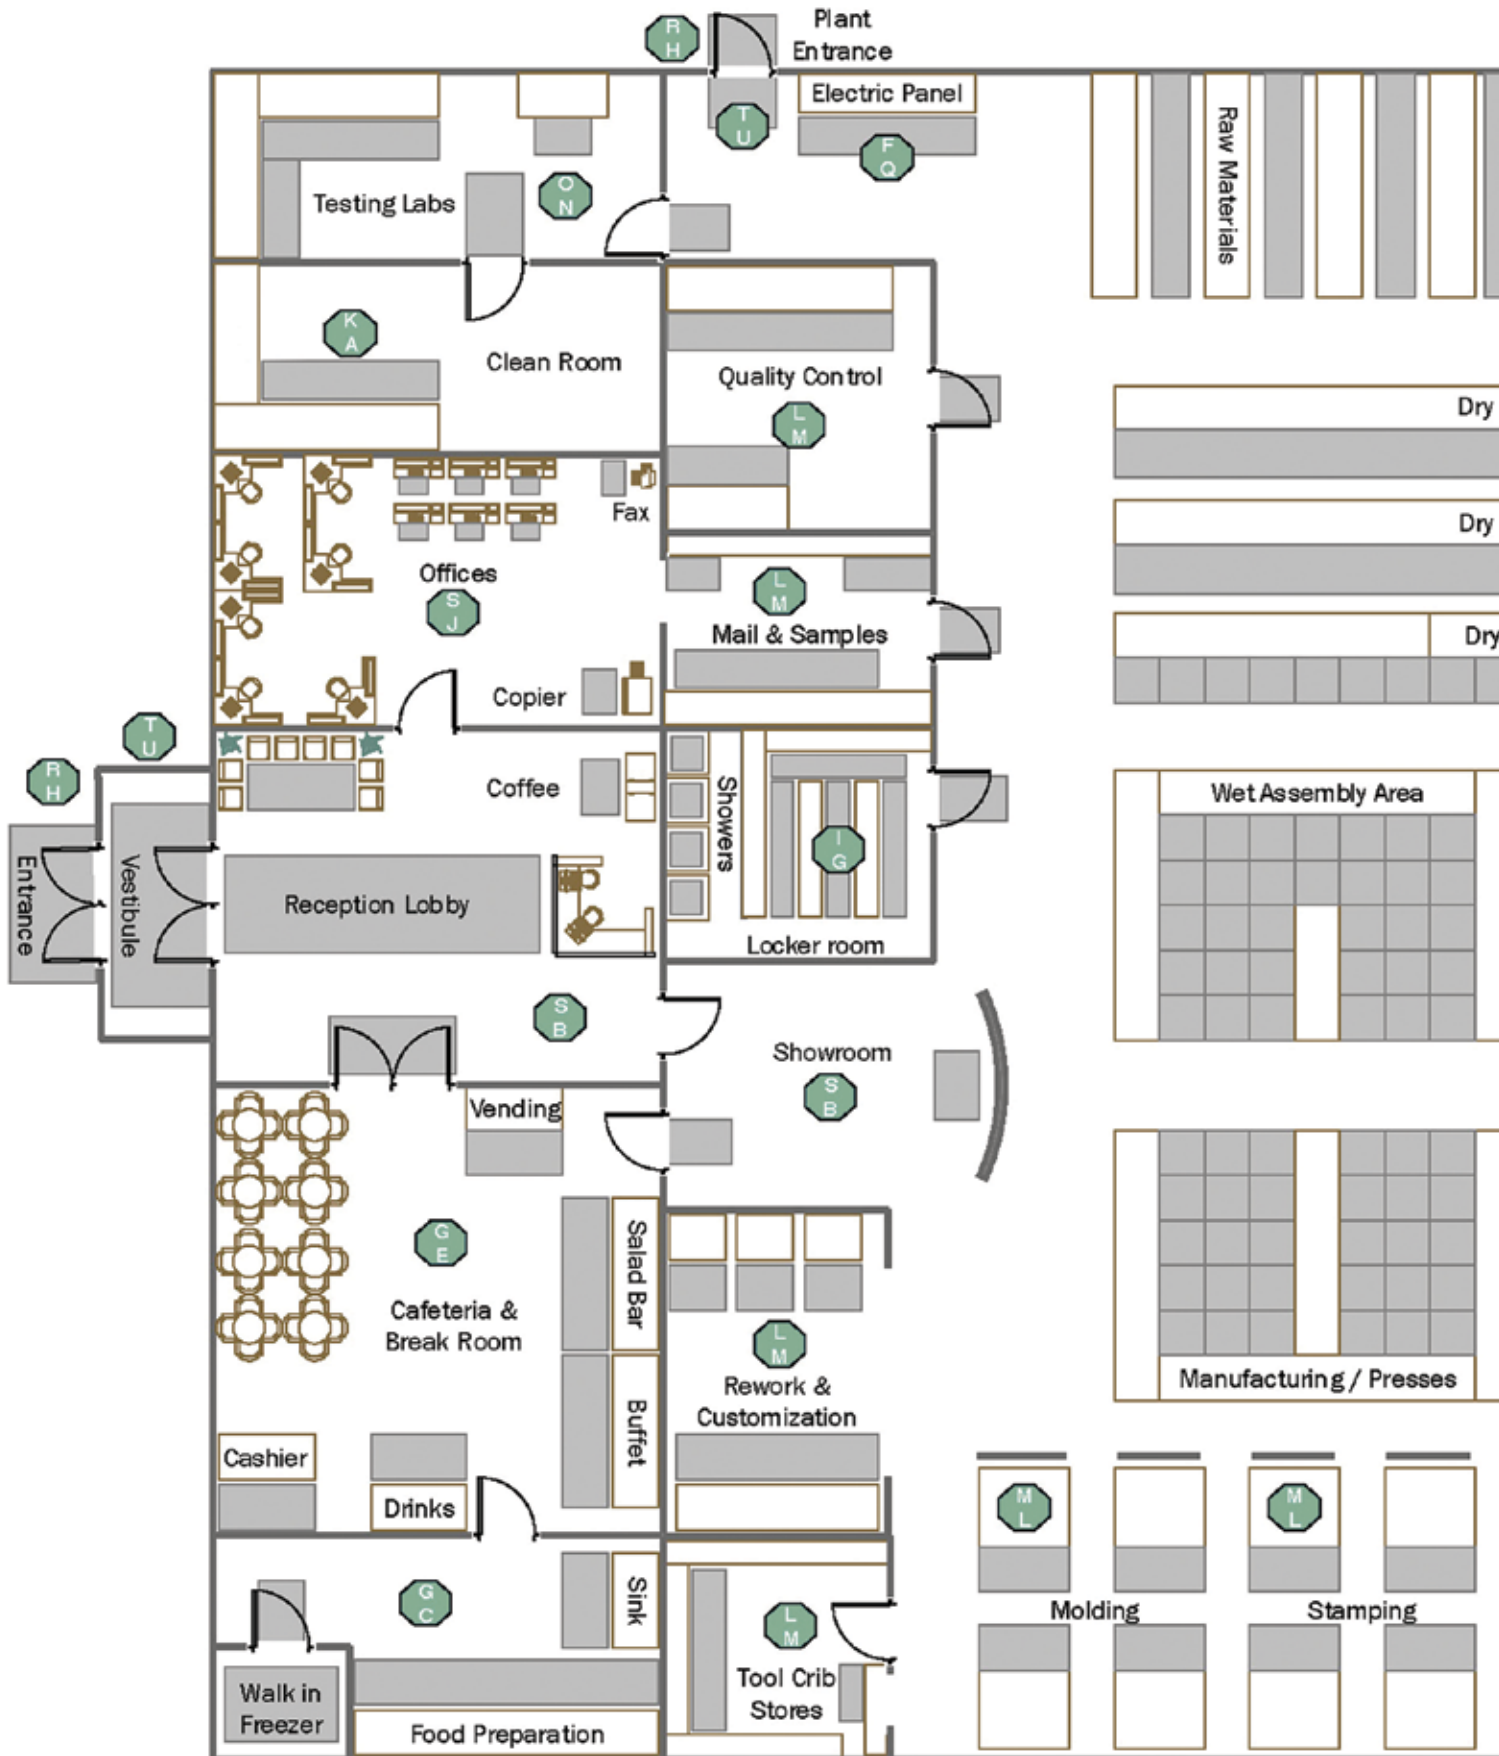 R
H
Plant
Entrance
T
U
Electric Panel
F
Q
Raw Materials
Testing Labs
O
N
K
A
Clean Room
Quality Control
L
M
Dry
Dry
Dry
Fax
Offices
S
J
L
M
Mail & Samples
Copier
T
U
R
H
Coffee
Showers
I
G
Locker room
Wet Assembly Area
Entrance
Vestibule
Reception Lobby
S
B
Showroom
S
B
Vending
G
E
Cafeteria &
Break Room
Salad Bar
Buffet
L
M
Rework &
Customization
Manufacturing / Presses
Cashier
Drinks
M
L
M
L
Molding
Stamping
G
C
Sink
L
M
Tool Crib
Stores
Walk in
Freezer
Food Preparation